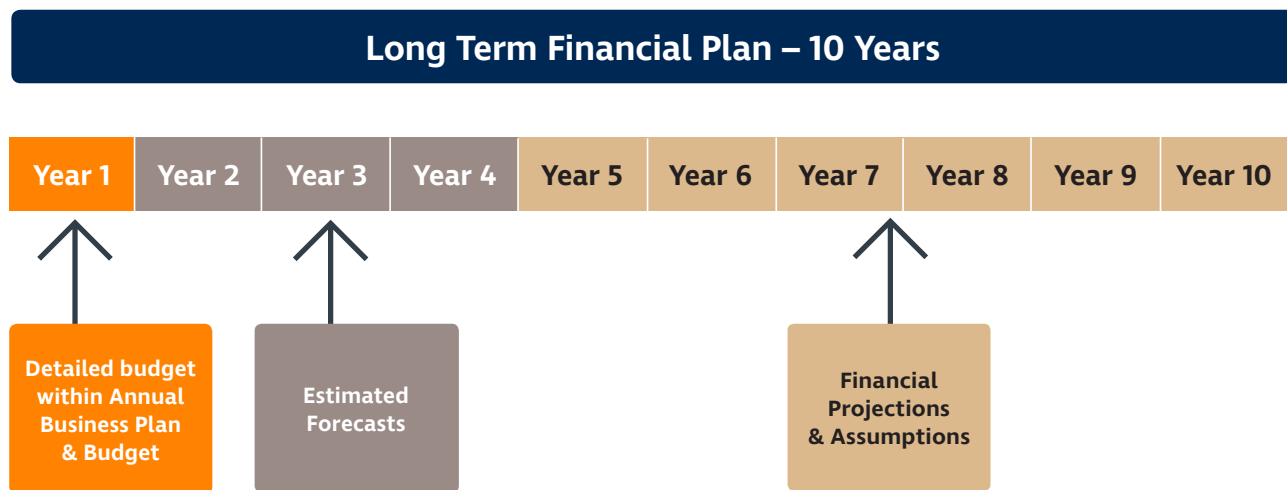 Long Term Financial Plan – 10 Years
Year 1
Year 2
Year 3
Year 4
Year 5
Year 6
Year 7
Year 8
Year 9
Year 10
Detailed budget
within Annual
Business Plan
& Budget
Estimated
Forecasts
Financial
Projections
& Assumptions